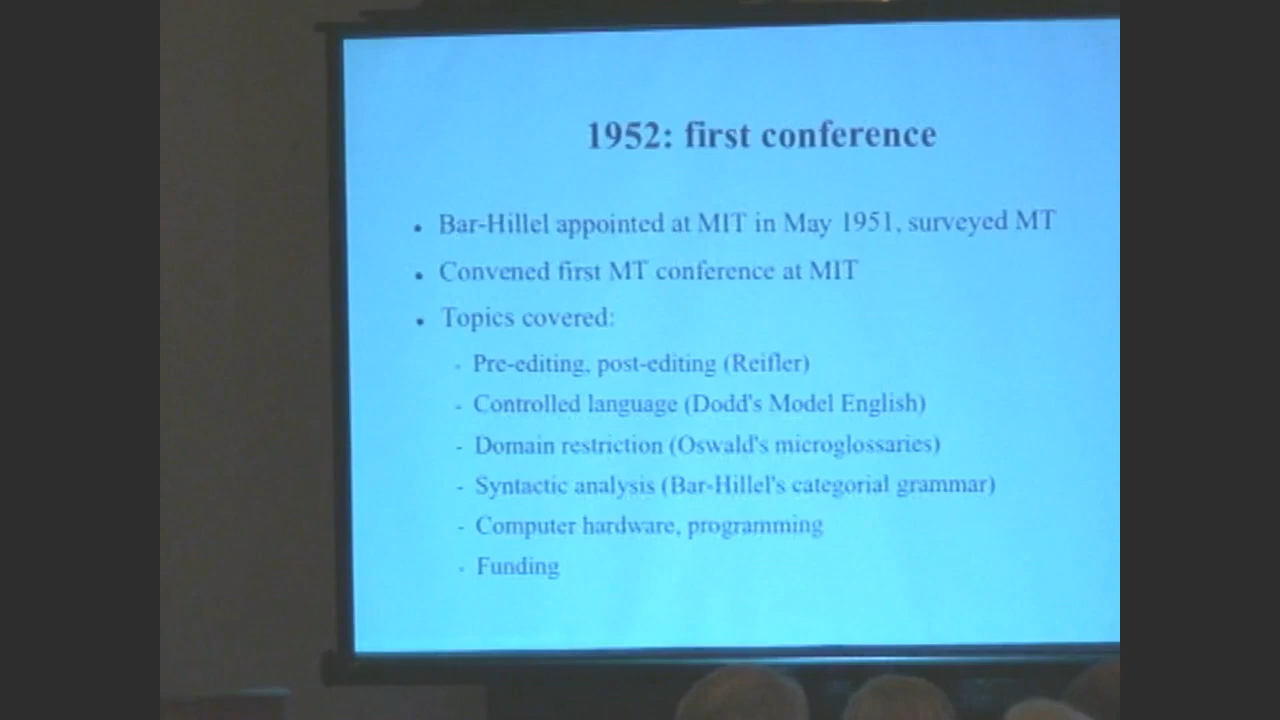 1952: first conference
• Bar-Hillel appointed at MIT in May 1951, surveyed MT
• Convened first MT conference at MIT
• Topics covered:
- Pre-editing, post-editing (Reifler)
- Controlled language (Dodd's Model English)
- Domain restriction (Oswald's microglossaries)
- Syntactic analysis (Bar-Hillel's categorial grammar)
- Computer hardware, programming
- Funding